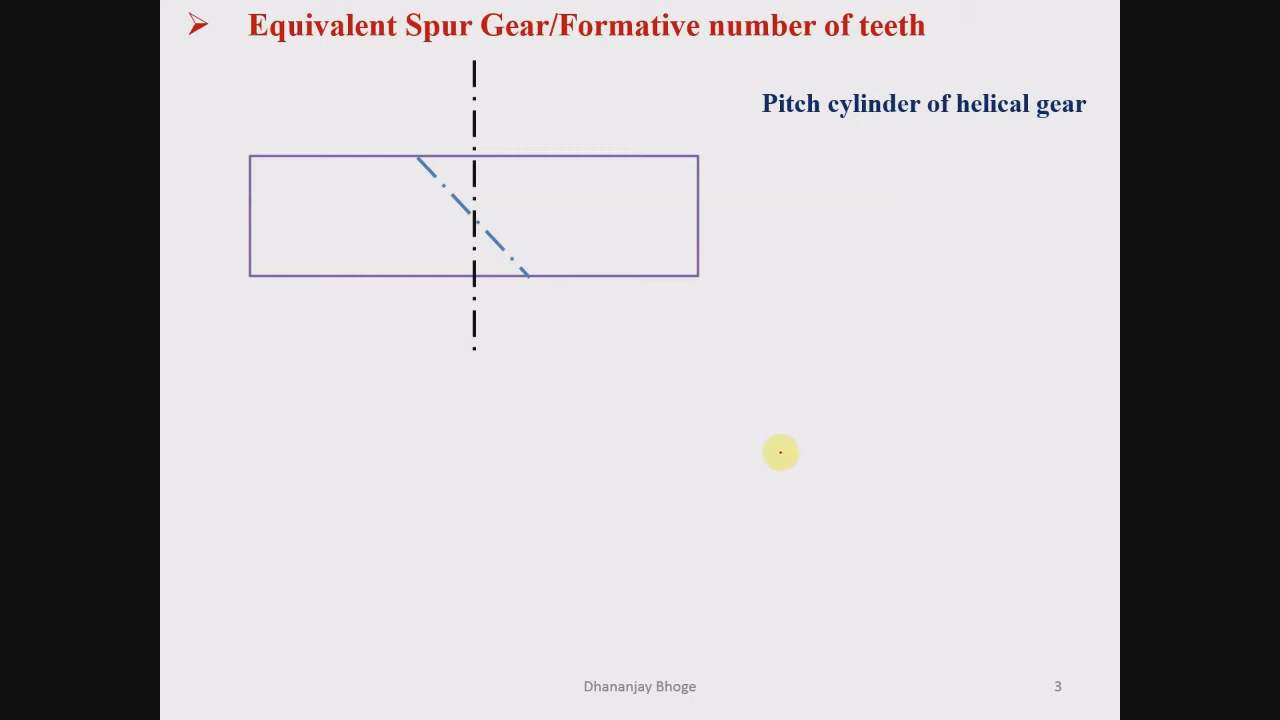 Equivalent Spur Gear/Formative number of teeth
Pitch cylinder of helical gear
Dhananjay Bhoge
3